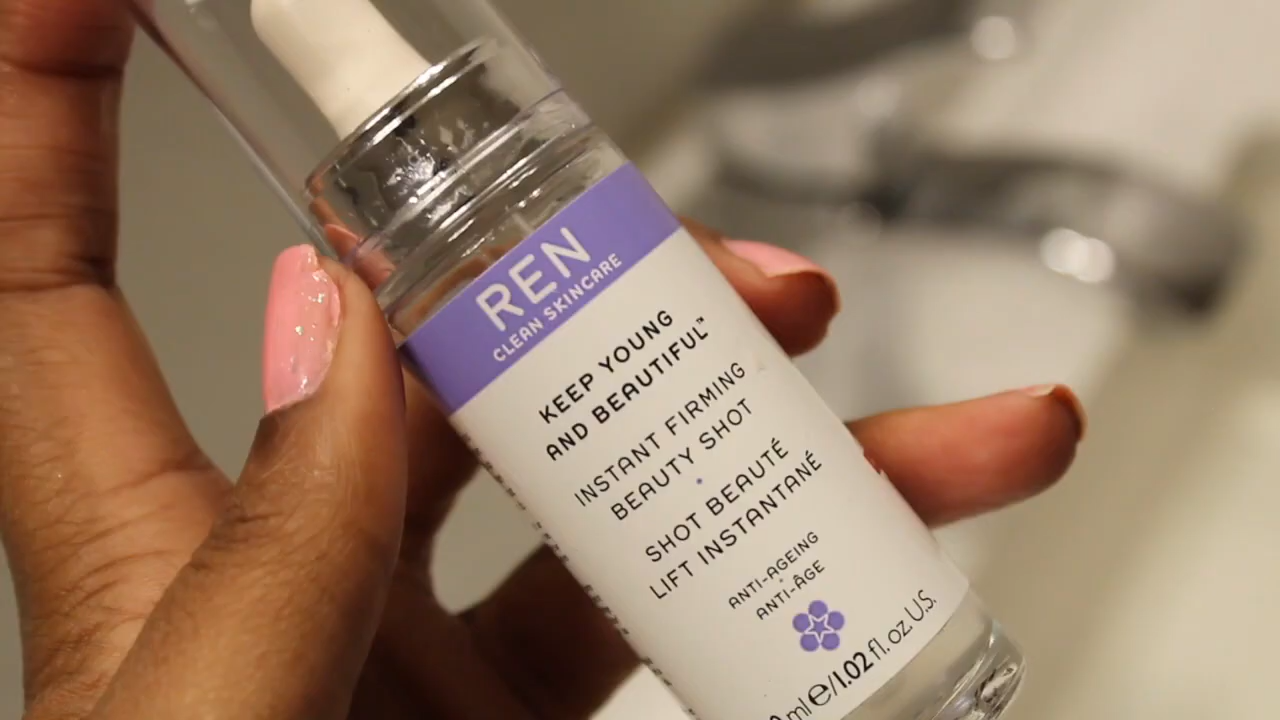 REN
CLEAN SKINCARE
KEEP YOUNG
AND BEAUTIFUL™
INSTANT FIRMING
BEAUTY SHOT
•
SHOT BEAUTÉ
LIFT INSTANTANÉ
ANTI-AGEING
•
ANTI-ÂGE
ml ℮/1.02 fl. oz U.S.